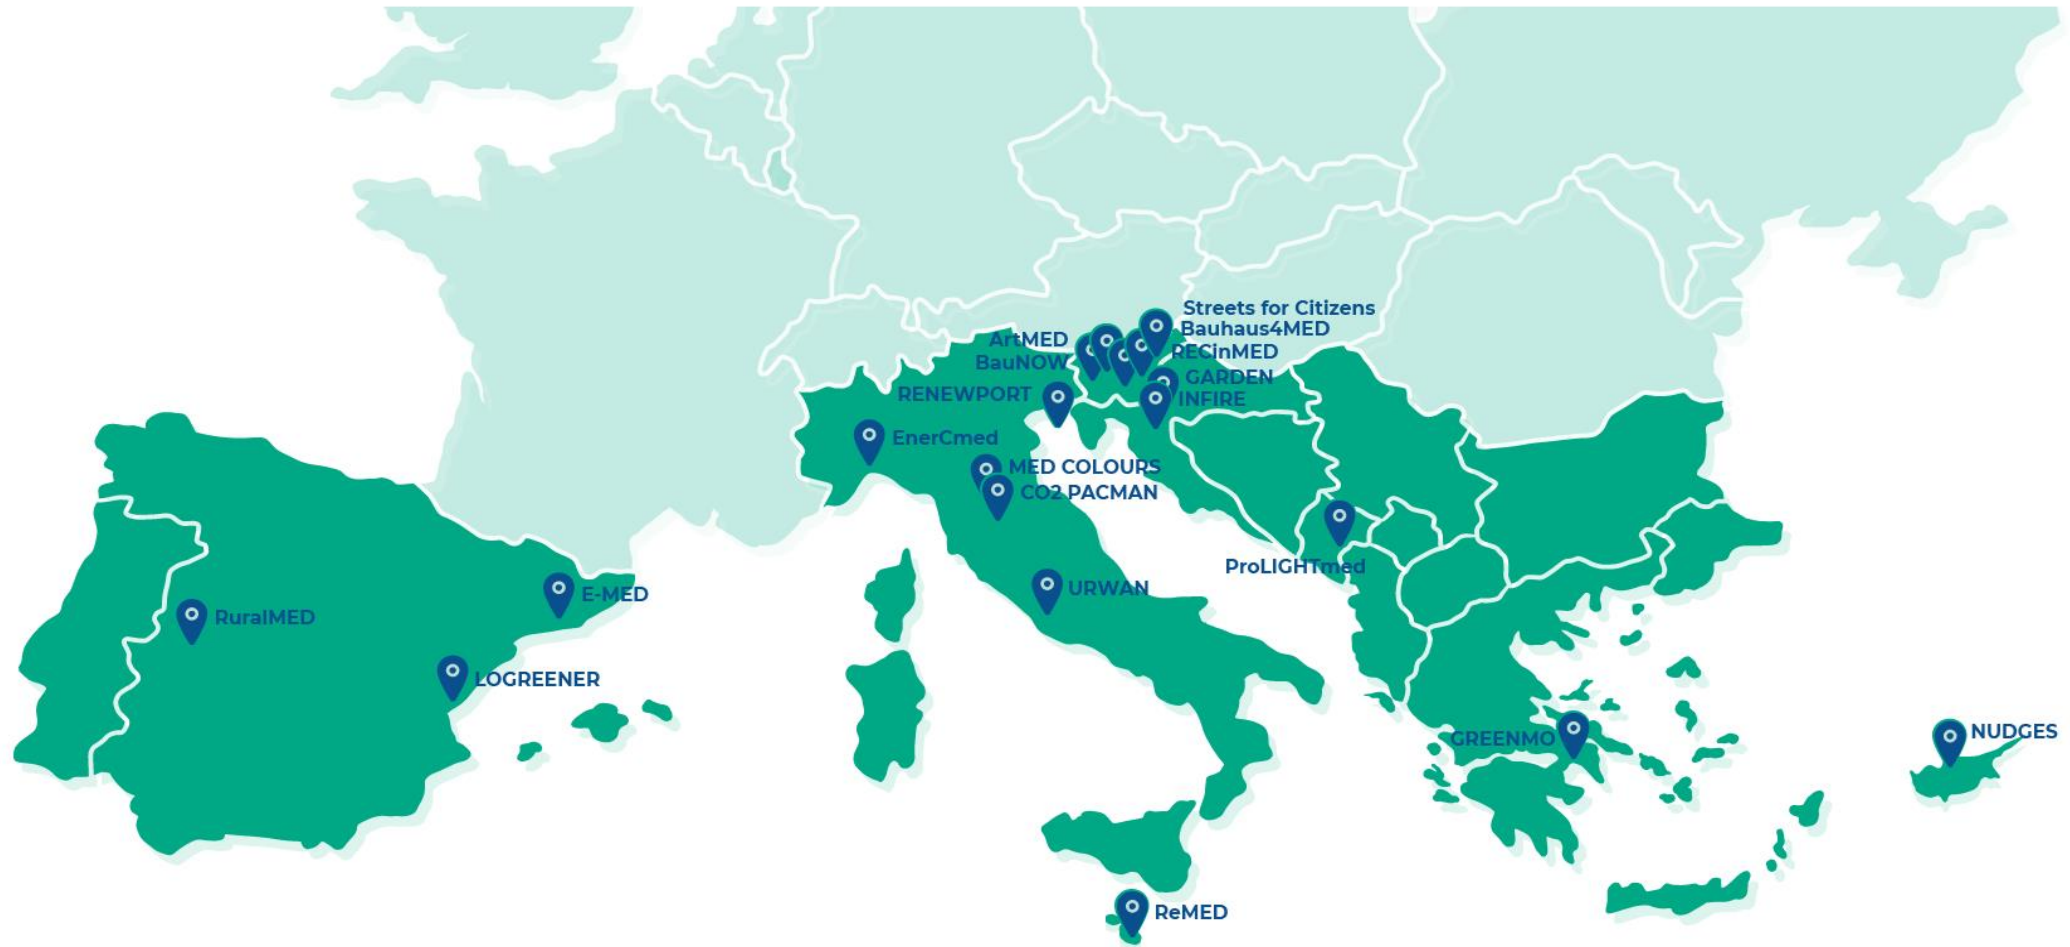 Streets for Citizens
Bauhaus4MED
ArtMED
RECinMED
BauNOW
GARDEN
RENEWPORT
INFIRE
EnerCmed
MED COLOURS
CO2 PACMAN
ProLIGHTmed
URWAN
E-MED
RuralMED
LOGREENER
GREENMO
NUDGES
ReMED